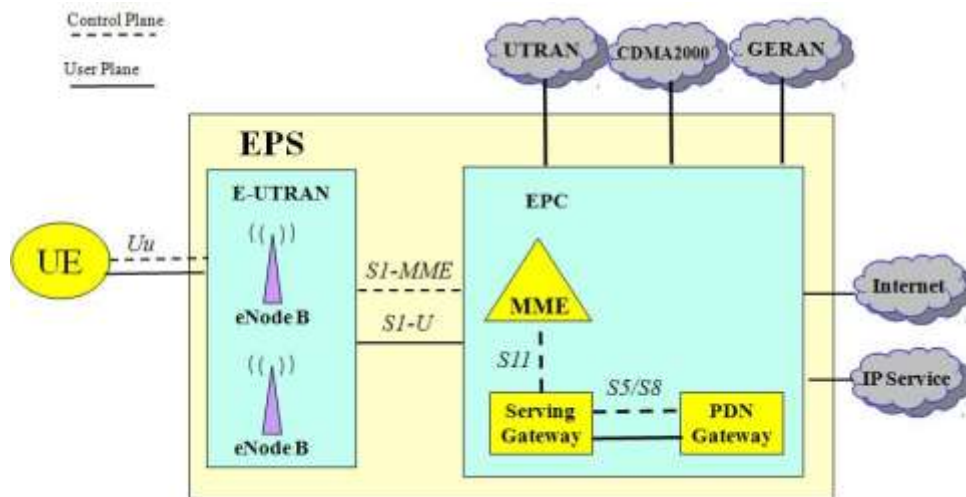 Control Plane
User Plane
UTRAN
CDMA2000
GERAN
EPS
E-UTRAN
EPC
UE
Uu
eNode B
S1-MME
S1-U
MME
S11
S5/S8
Serving
Gateway
PDN
Gateway
eNode B
Internet
IP Service